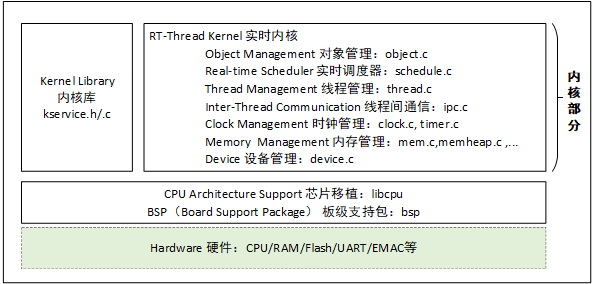 Kernel Library
内核库
kservice.h/.c
RT-Thread Kernel 实时内核
Object Management 对象管理：object.c
Real-time Scheduler 实时调度器：schedule.c
Thread Management 线程管理：thread.c
Inter-Thread Communication 线程间通信：ipc.c
Clock Management 时钟管理：clock.c, timer.c
Memory Management 内存管理：mem.c,memheap.c ,...
Device 设备管理：device.c
内核部分
CPU Architecture Support 芯片移植：libcpu
BSP（Board Support Package） 板级支持包：bsp
Hardware 硬件：CPU/RAM/Flash/UART/EMAC等